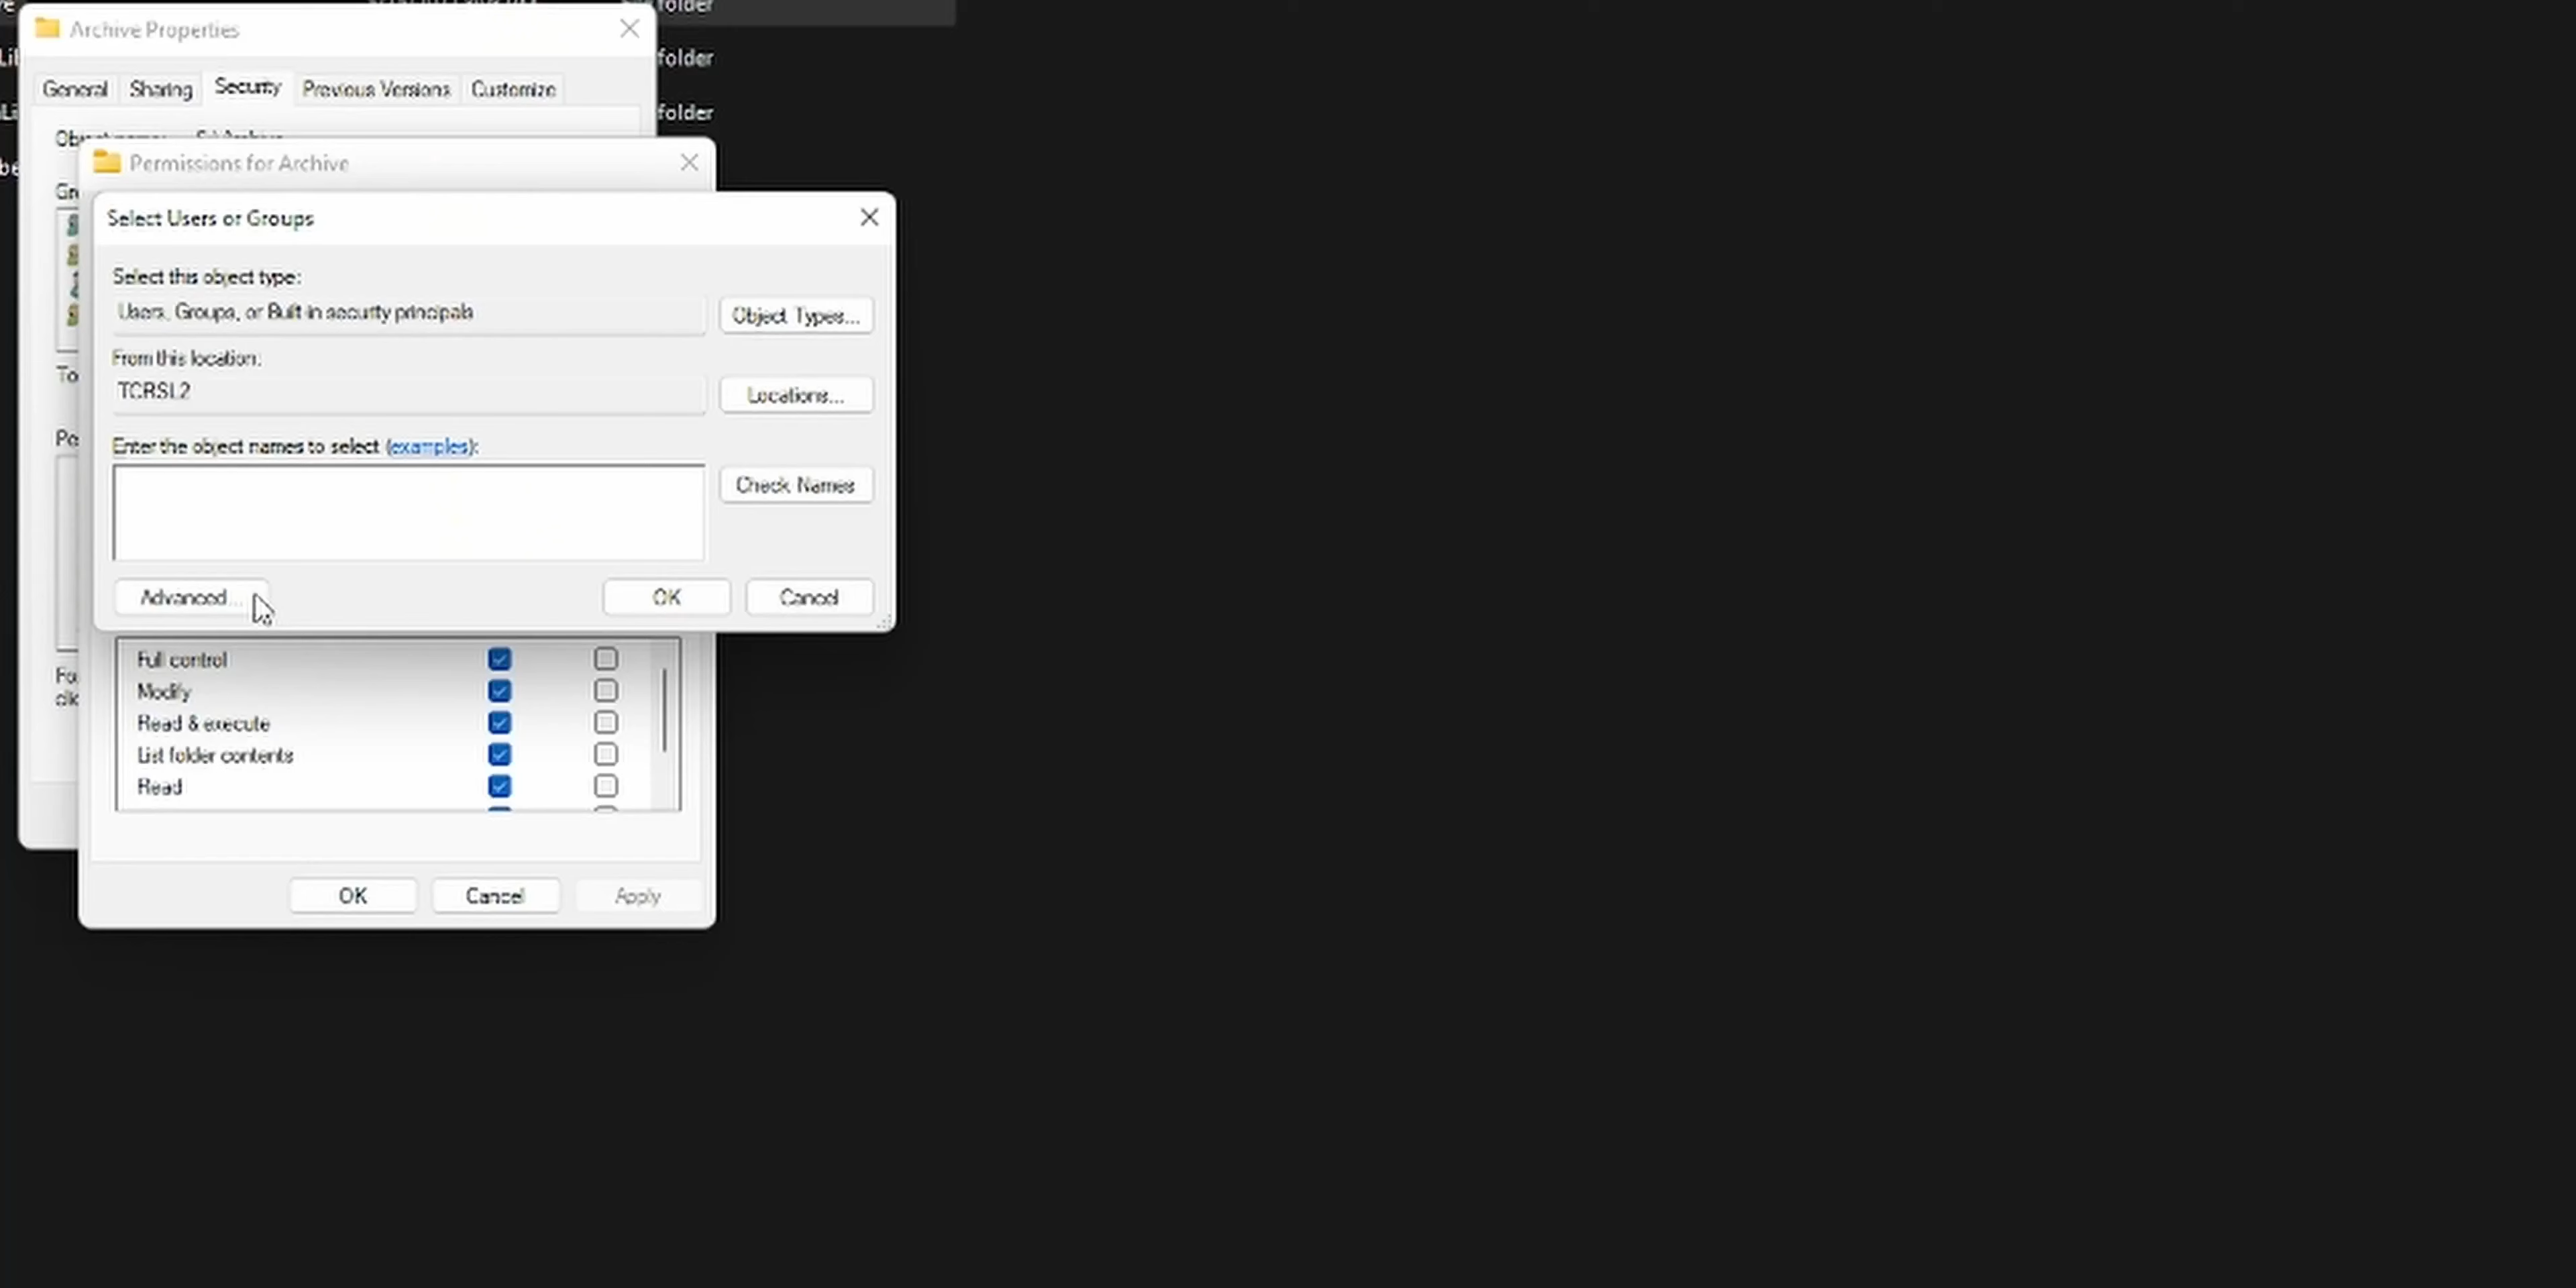 folder
Archive Properties
folder
General Sharing Security Previous Versions Customize
folder
Permissions for Archive
Select Users or Groups
Select this object type:
Users, Groups, or Built-in security principals
Object Types...
From this location:
TCRSL2
Locations...
Enter the object names to select (examples):
Check Names
Advanced...
OK
Cancel
Full control
Modify
Read & execute
List folder contents
Read
OK
Cancel
Apply